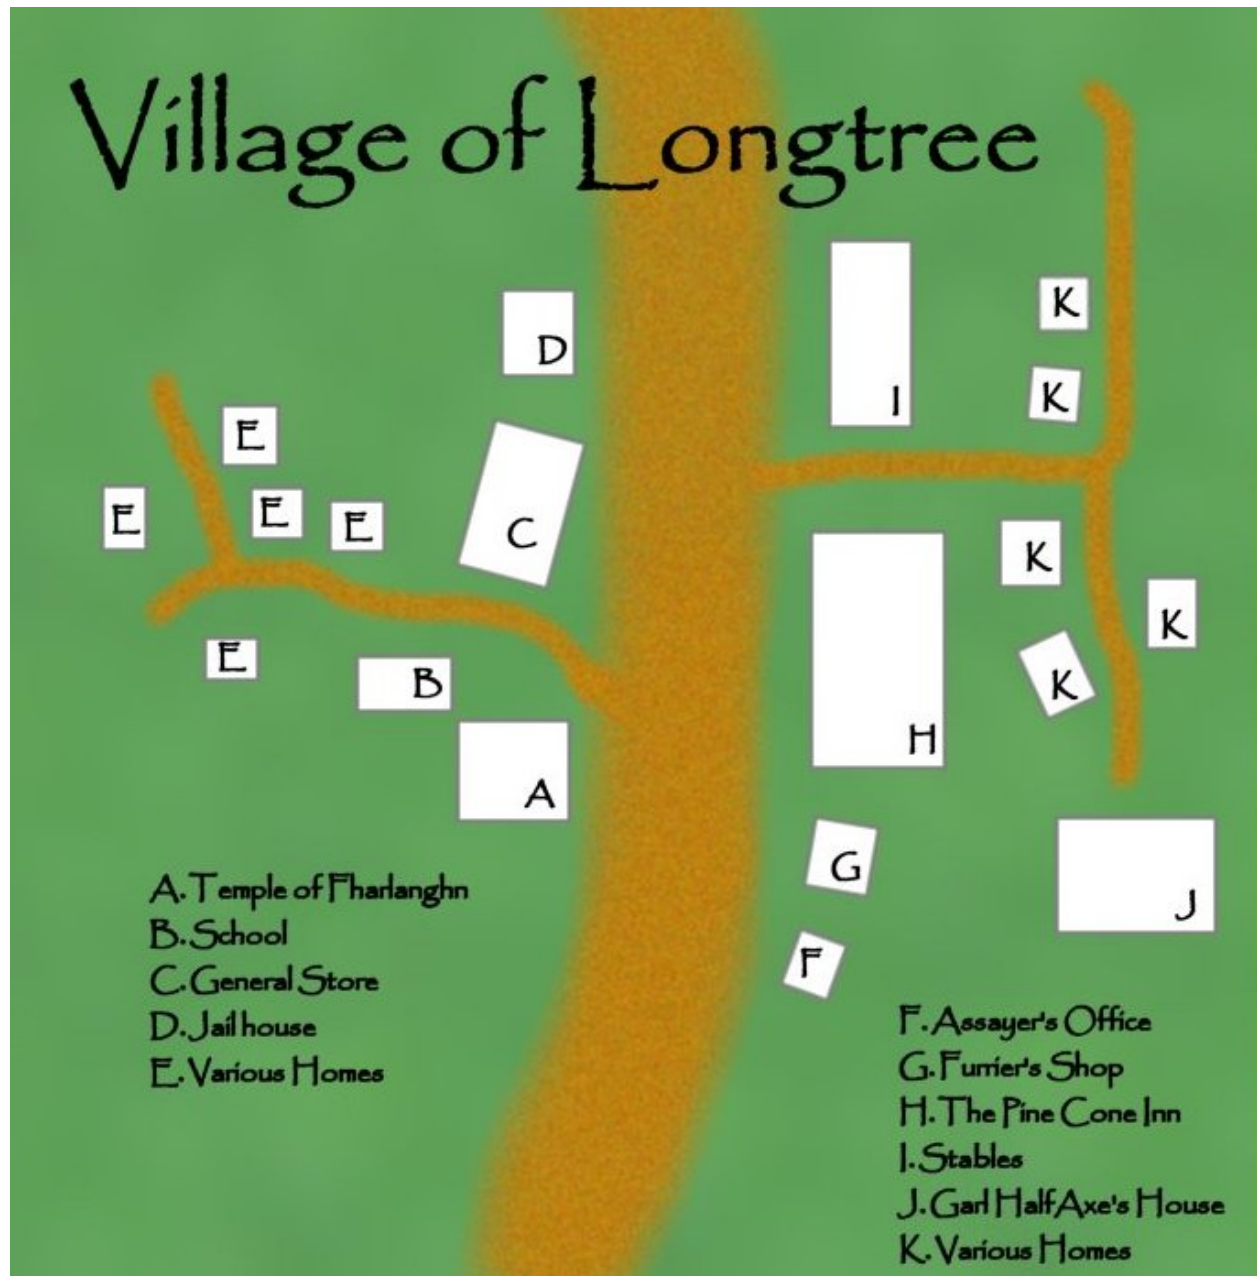 Village of Longtree
I
K
D
K
E
C
E
E
E
K
K
E
B
K
H
A
G
J
F
A. Temple of Fharlanghn
B. School
C. General Store
D. Jail house
E. Various Homes
F. Assayer's Office
G. Furrier's Shop
H. The Pine Cone Inn
I. Stables
J. Garl HalfAxe's House
K. Various Homes